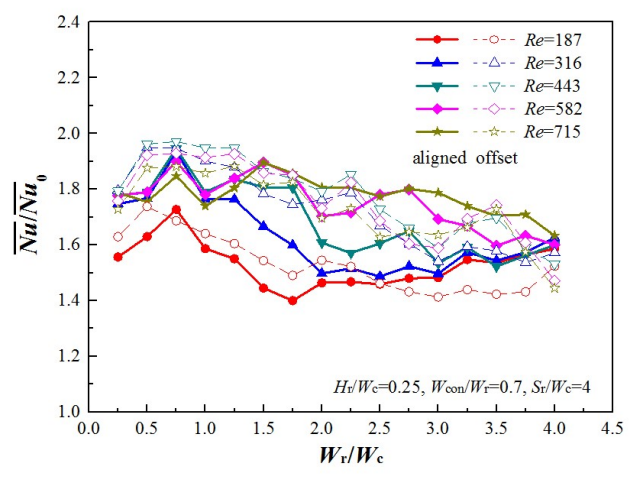 2.4
2.2
2.0
1.8
1.6
1.4
1.2
1.0
Nu/Nu0
Re=187
Re=316
Re=443
Re=582
Re=715
aligned offset
Hr/Wc=0.25, Wcon/Wr=0.7, Sr/Wc=4
0.0 0.5 1.0 1.5 2.0 2.5 3.0 3.5 4.0 4.5
Wr/Wc